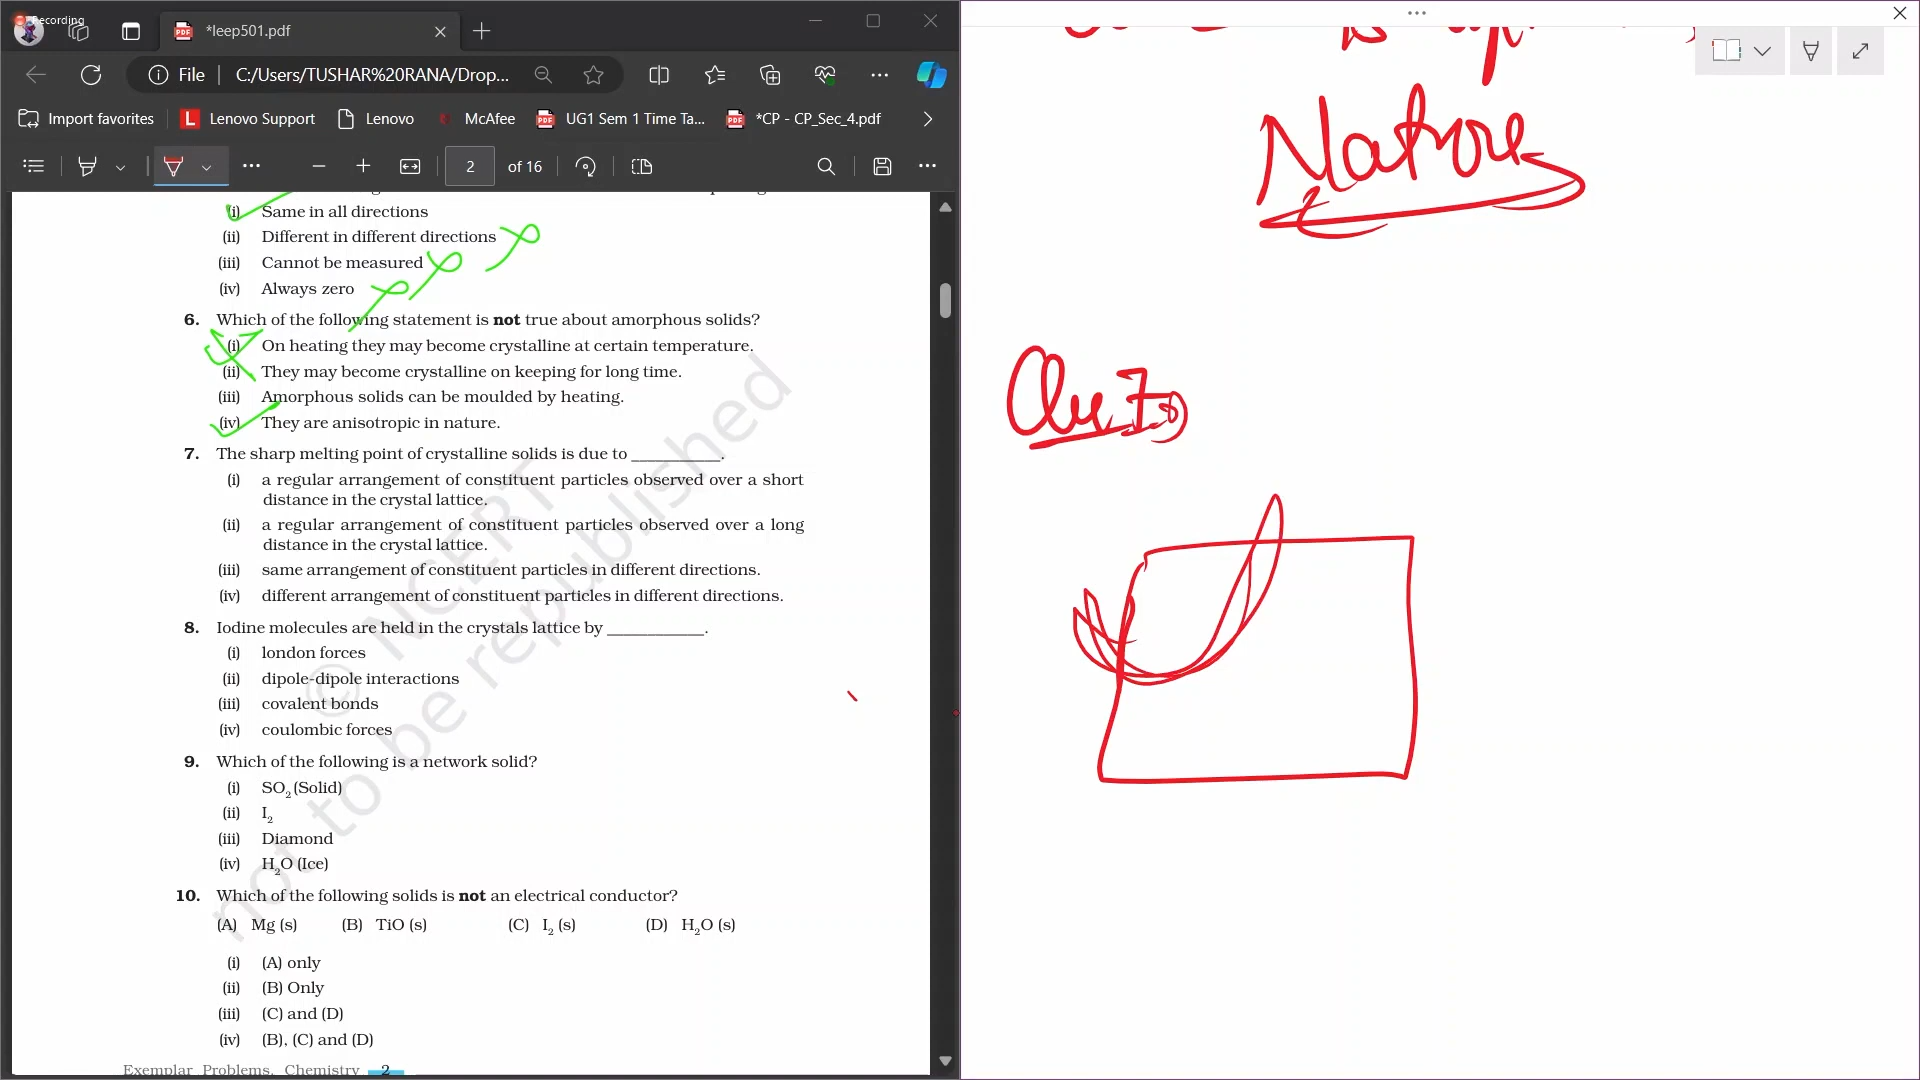 Recording
*leep501.pdf
File
C:/Users/TUSHAR%20RANA/Drop...
Import favorites
L Lenovo Support
Lenovo
McAfee
UG1 Sem 1 Time Ta...
*CP - CP_Sec_4.pdf
2 of 16
(i) Same in all directions
(ii) Different in different directions
(iii) Cannot be measured
(iv) Always zero
6. Which of the following statement is not true about amorphous solids?
(i) On heating they may become crystalline at certain temperature.
(ii) They may become crystalline on keeping for long time.
(iii) Amorphous solids can be moulded by heating.
(iv) They are anisotropic in nature.
7. The sharp melting point of crystalline solids is due to ___________.
(i) a regular arrangement of constituent particles observed over a short
distance in the crystal lattice.
(ii) a regular arrangement of constituent particles observed over a long
distance in the crystal lattice.
(iii) same arrangement of constituent particles in different directions.
(iv) different arrangement of constituent particles in different directions.
8. Iodine molecules are held in the crystals lattice by ____________.
(i) london forces
(ii) dipole-dipole interactions
(iii) covalent bonds
(iv) coulombic forces
9. Which of the following is a network solid?
(i) SO2 (Solid)
(ii) I2
(iii) Diamond
(iv) H2O (Ice)
10. Which of the following solids is not an electrical conductor?
(A) Mg (s) (B) TiO (s) (C) I2 (s) (D) H2O (s)
(i) (A) only
(ii) (B) Only
(iii) (C) and (D)
(iv) (B), (C) and (D)
Exemplar Problems, Chemistry 2
© NCERT
not to be republished
Nature
Que 7